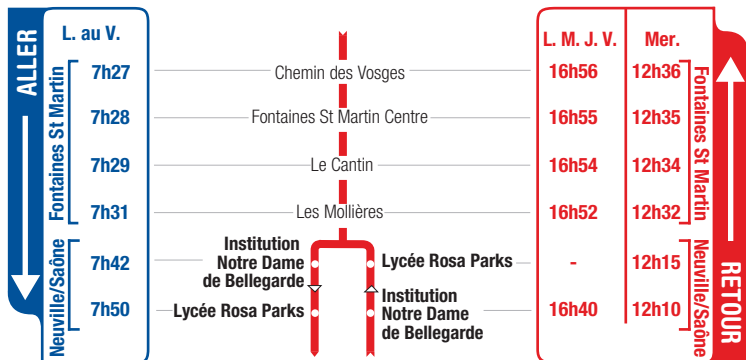 ALLER
L. au V.
L. M. J. V. Mer.
Fontaines St Martin
7h27 Chemin des Vosges 16h56 12h36
7h28 Fontaines St Martin Centre 16h55 12h35
7h29 Le Cantin 16h54 12h34
7h31 Les Mollières 16h52 12h32
Fontaines St Martin
Neuville/Saône
Institution
Notre Dame
de Bellegarde
7h42 Lycée Rosa Parks - 12h15
7h50 Lycée Rosa Parks 16h40 12h10
Institution
Notre Dame
de Bellegarde
Neuville/Saône
RETOUR